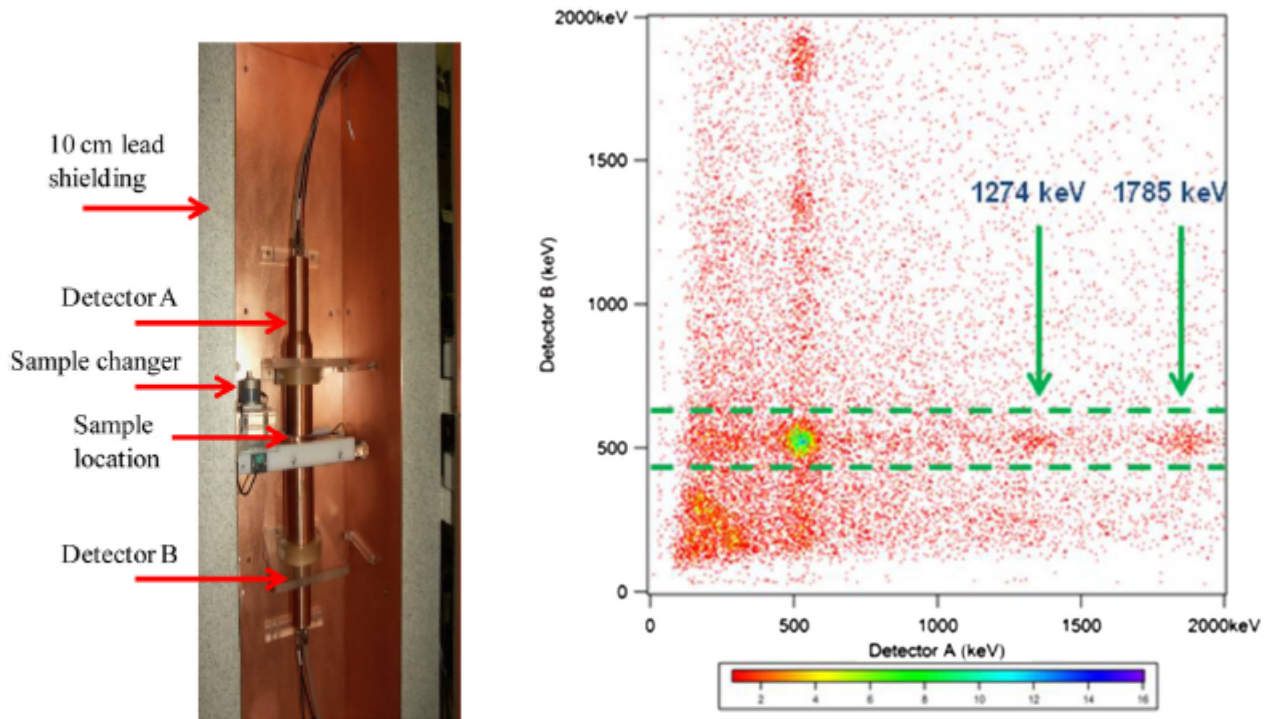 10 cm lead
shielding
Detector A
Sample changer
Sample
location
Detector B
2000keV
1500
1000
500
0
Detector B (keV)
1274 keV
1785 keV
0
500
1000
1500
2000keV
Detector A (keV)
2
4
6
8
10
12
14
16